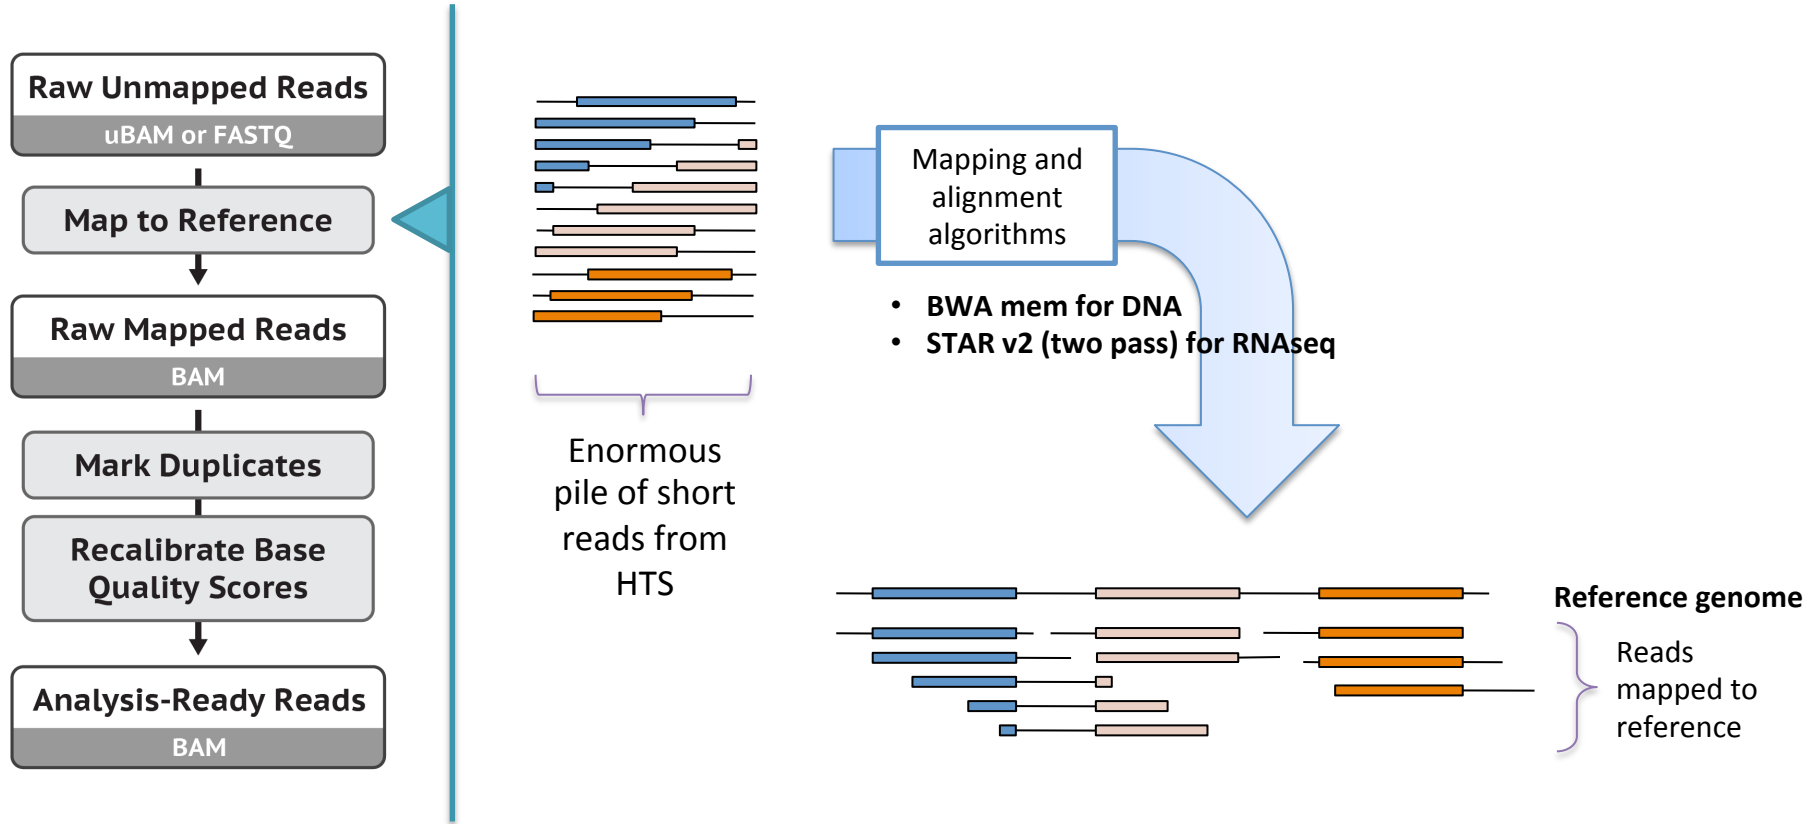 Raw Unmapped Reads
uBAM or FASTQ
Map to Reference
Raw Mapped Reads
BAM
Mark Duplicates
Recalibrate Base
Quality Scores
Analysis-Ready Reads
BAM
Enormous
pile of short
reads from
HTS
Mapping and
alignment
algorithms
• BWA mem for DNA
• STAR v2 (two pass) for RNAseq
Reference genome
Reads
mapped to
reference